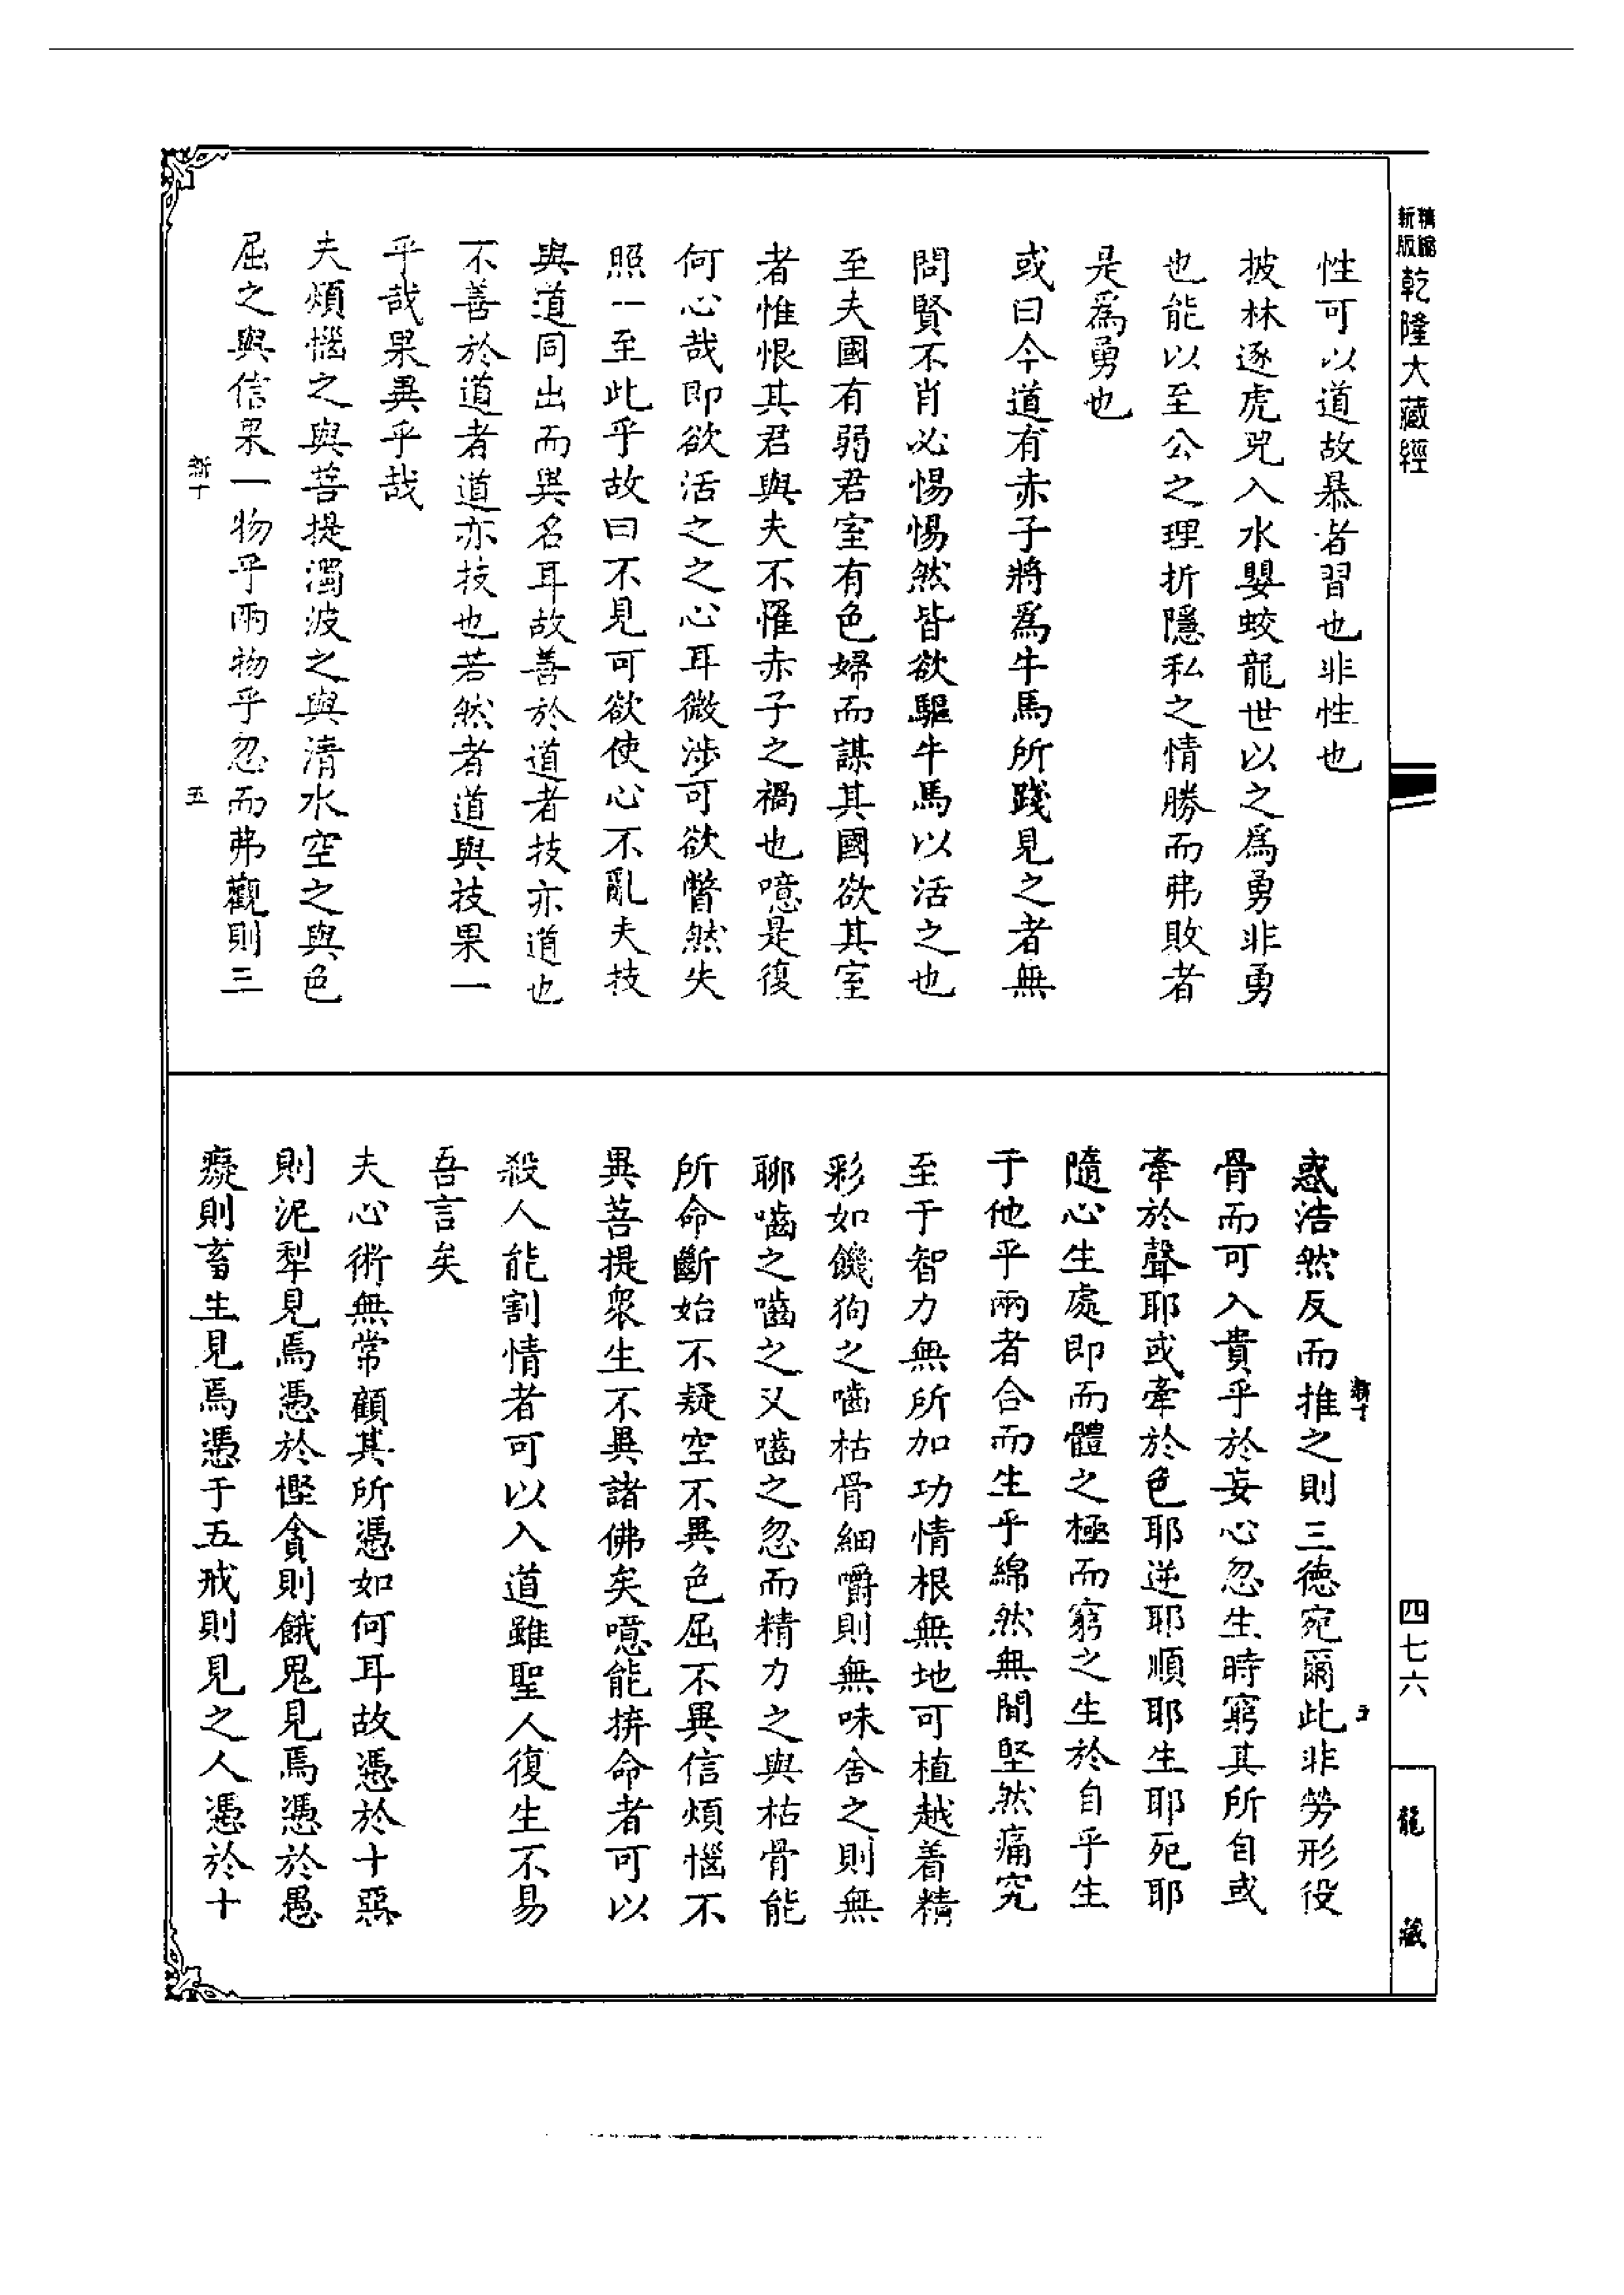 精縮
新版
乾隆大藏經
性可以道故暴者習也非性也
披林逐虎兕入水嬰蛟龍世以之為勇非勇
也能以至公之理折隱私之情勝而弗敗者
是為勇也
或曰今道有赤子將為牛馬所踐見之者無
問賢不肖必惕惕然皆欲驅牛馬以活之也
至夫國有弱君室有色婦而謀其國欲其室
者惟恨其君與夫不罹赤子之禍也噫是復
何心哉即欲活之之心耳微涉可欲瞥然失
照一至此乎故曰不見可欲使心不亂夫技
與道同出而異名耳故善於道者技亦道也
不善於道者道亦技也若然者道與技果一
乎哉果異乎哉
夫煩惱之與菩提濁波之與清水空之與色
屈之與信果一物乎兩物乎忽而弗觀則三
新十
五
惑浩然反而推之則三德宛爾此非勞形役
骨而可入貴乎於妄心忽生時窮其所自或
牽於聲耶或牽於色耶逆耶順耶生耶死耶
隨心生處即而體之極而窮之生於自乎生
于他乎兩者合而生乎綿然無間堅然痛究
至于智力無所加功情根無地可植越着精
彩如饑狗之嚙枯骨細嚼則無味舍之則無
聊嚙之嚙之又嚙之忽而精力之與枯骨能
所命斷始不疑空不異色屈不異信煩惱不
異菩提衆生不異諸佛矣噫能拚命者可以
殺人能割情者可以入道雖聖人復生不易
吾言矣
夫心術無常顧其所憑如何耳故憑於十惡
則泥犁見焉憑於慳貪則餓鬼見焉憑於愚
癡則畜生見焉憑于五戒則見之人憑於十
新十
四七六
龍
藏